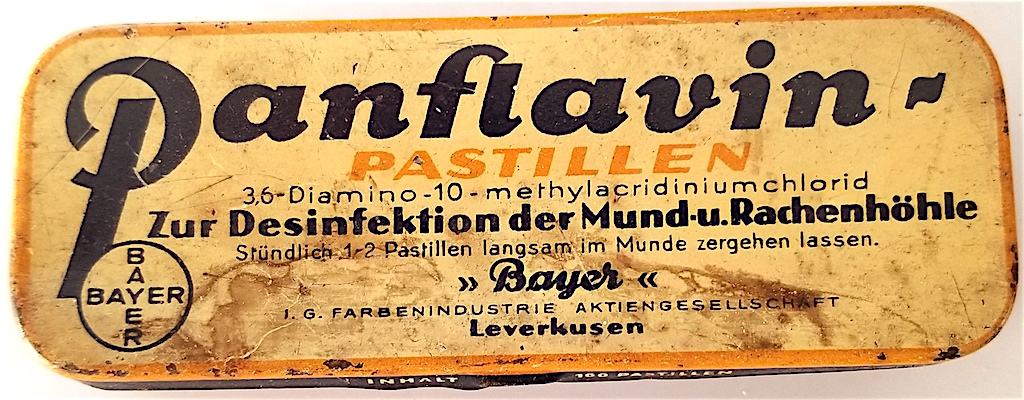 Panflavin-
PASTILLEN
3,6-Diamino-10-methylacridiniumchlorid
Zur Desinfektion der Mund-u. Rachenhöhle
Stündlich 1-2 Pastillen langsam im Munde zergehen lassen.
» Bayer «
I. G. FARBENINDUSTRIE AKTIENGESELLSCHAFT
Leverkusen
BAYER
BAYER
INHALT 100 PASTILLEN